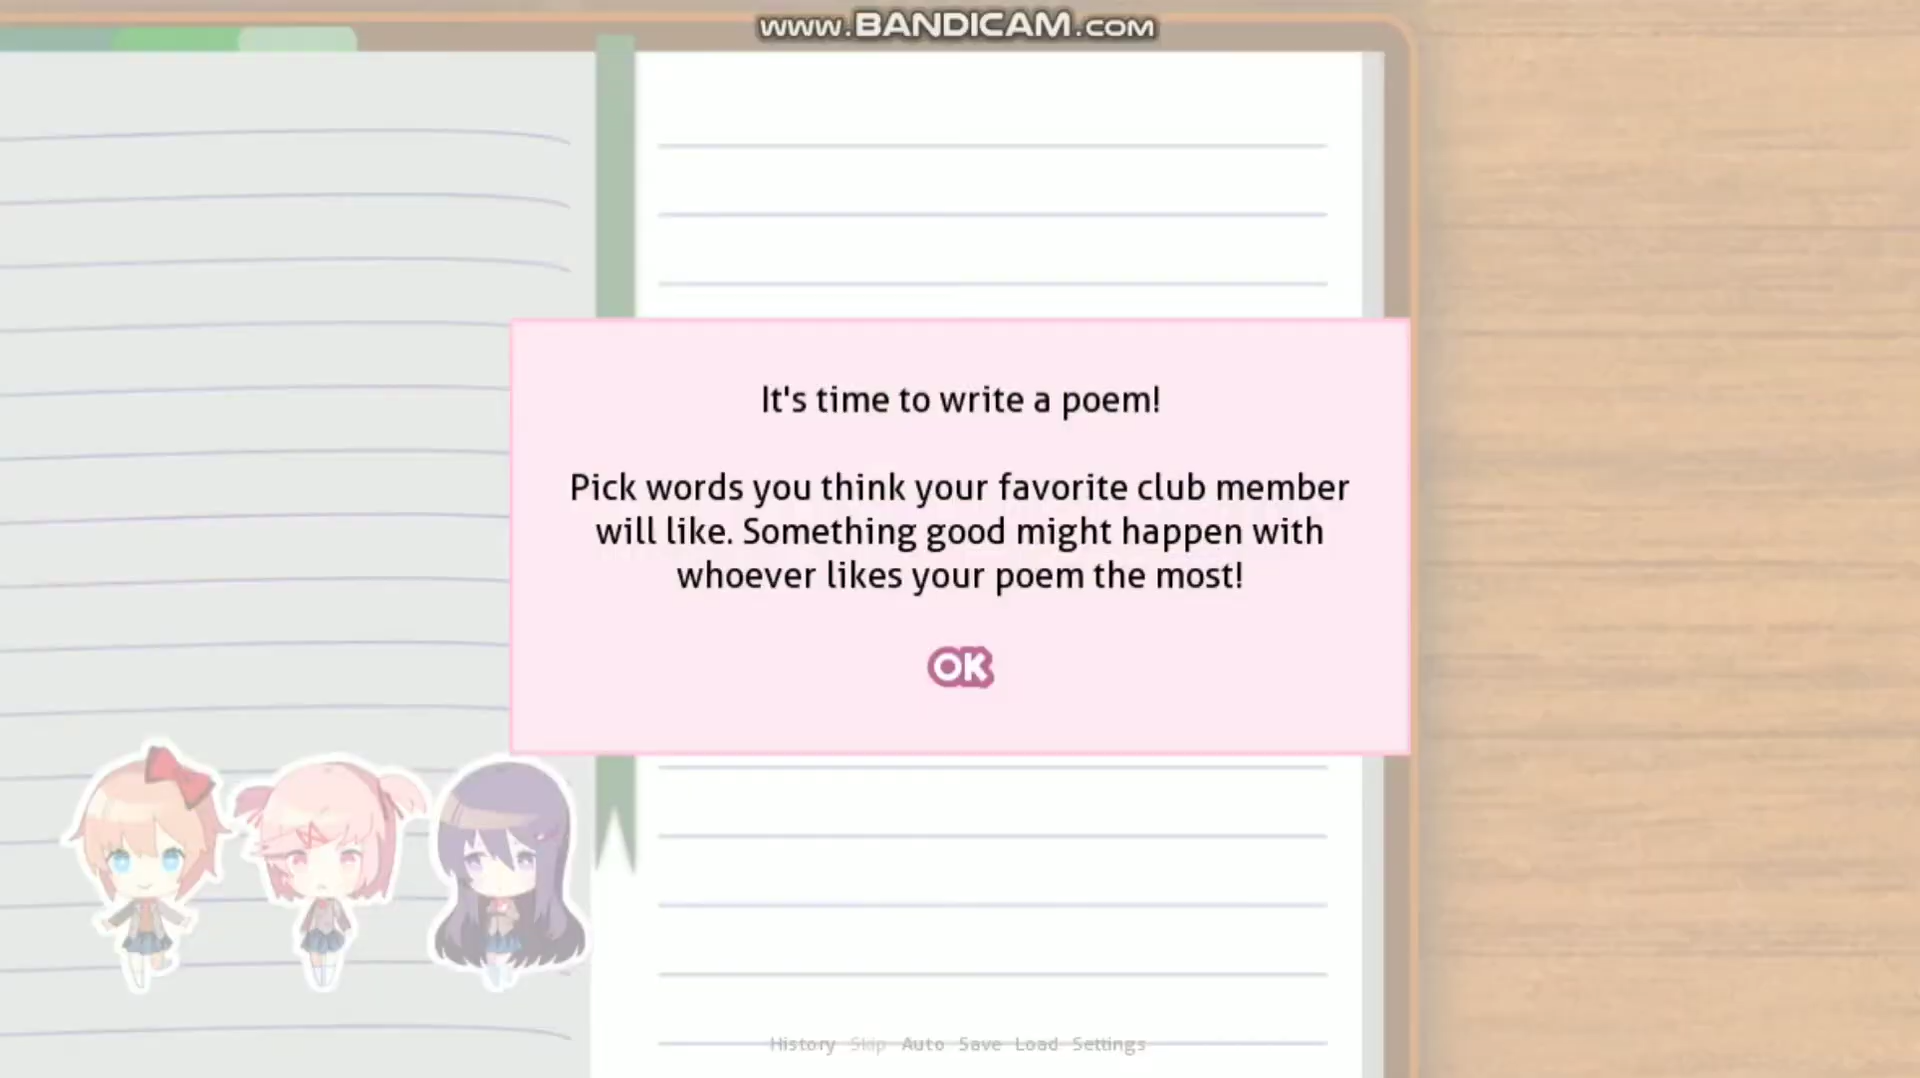 www.BANDICAM.com
It's time to write a poem!
Pick words you think your favorite club member
will like. Something good might happen with
whoever likes your poem the most!
OK
History Skip Auto Save Load Settings